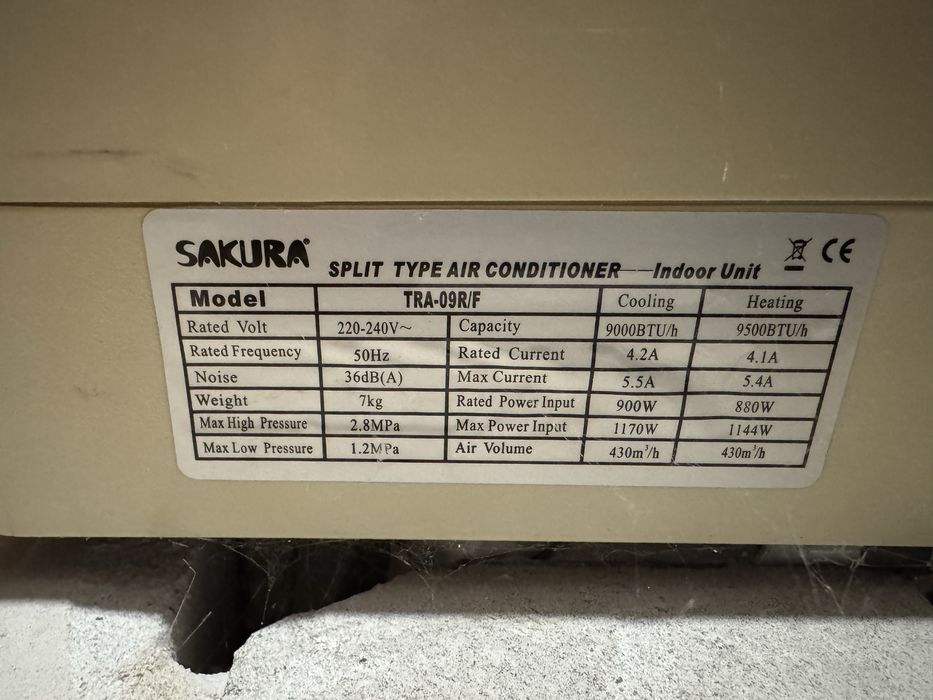 SAKURA®
CE
SPLIT TYPE AIR CONDITIONER——Indoor Unit
Model TRA-09R/F Cooling Heating
Rated Volt 220-240V~ Capacity 9000BTU/h 9500BTU/h
Rated Frequency 50Hz Rated Current 4.2A 4.1A
Noise 36dB(A) Max Current 5.5A 5.4A
Weight 7kg Rated Power Input 900W 880W
Max High Pressure 2.8MPa Max Power Input 1170W 1144W
Max Low Pressure 1.2MPa Air Volume 430m³/h 430m³/h